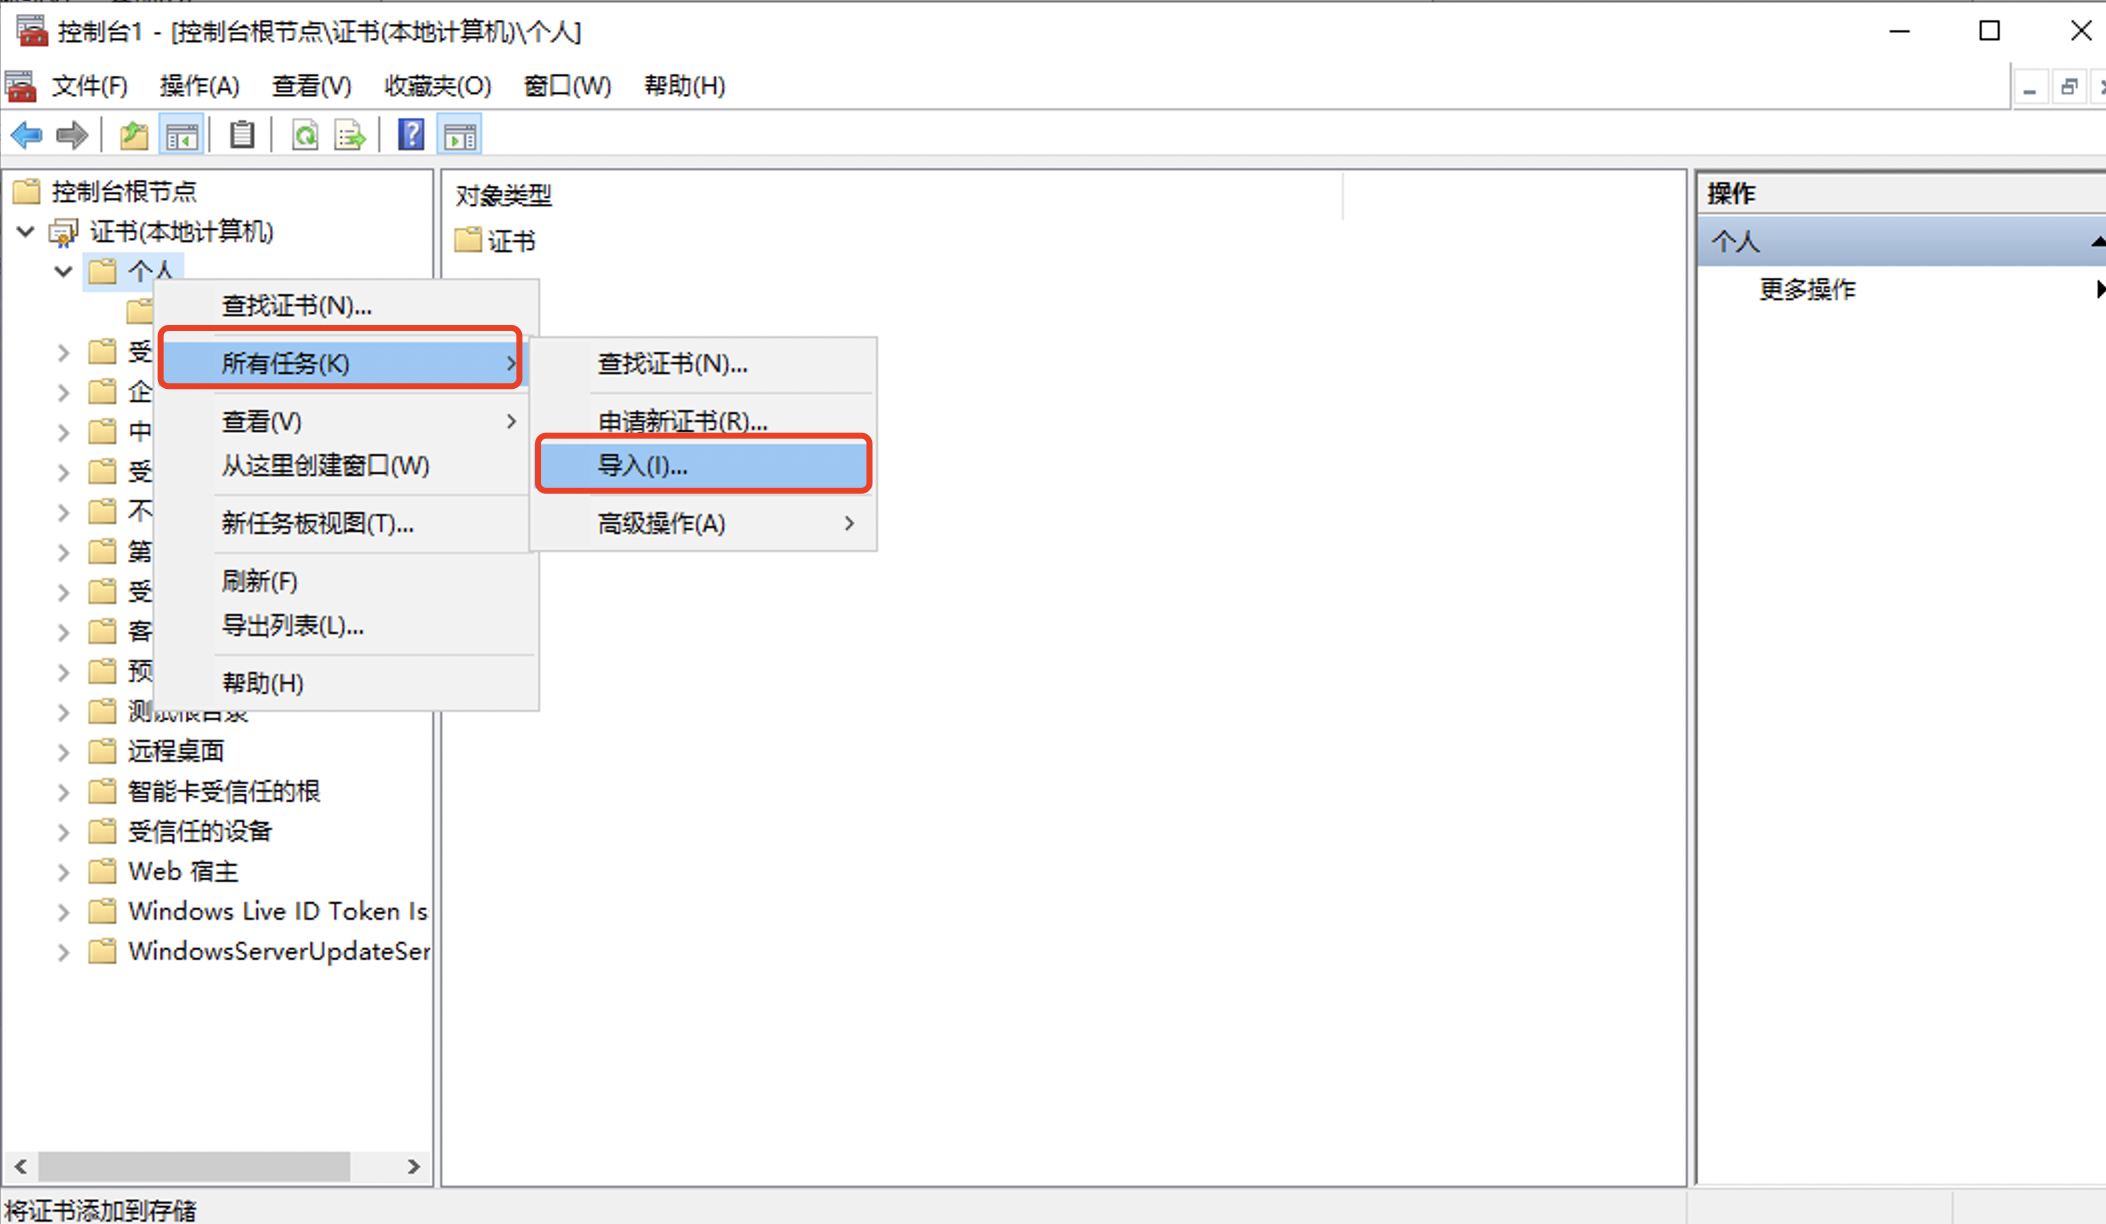 控制台1 - [控制台根节点\证书(本地计算机)\个人]
文件(F) 操作(A) 查看(V) 收藏夹(O) 窗口(W) 帮助(H)
控制台根节点
证书(本地计算机)
个人
受
企
中
受
不
第
受
客
预
测试根目录
远程桌面
智能卡受信任的根
受信任的设备
Web 宿主
Windows Live ID Token Is
WindowsServerUpdateSer
查找证书(N)...
所有任务(K)
查看(V)
从这里创建窗口(W)
新任务板视图(T)...
刷新(F)
导出列表(L)...
帮助(H)
查找证书(N)...
申请新证书(R)...
导入(I)...
高级操作(A)
对象类型
证书
操作
个人
更多操作
将证书添加到存储